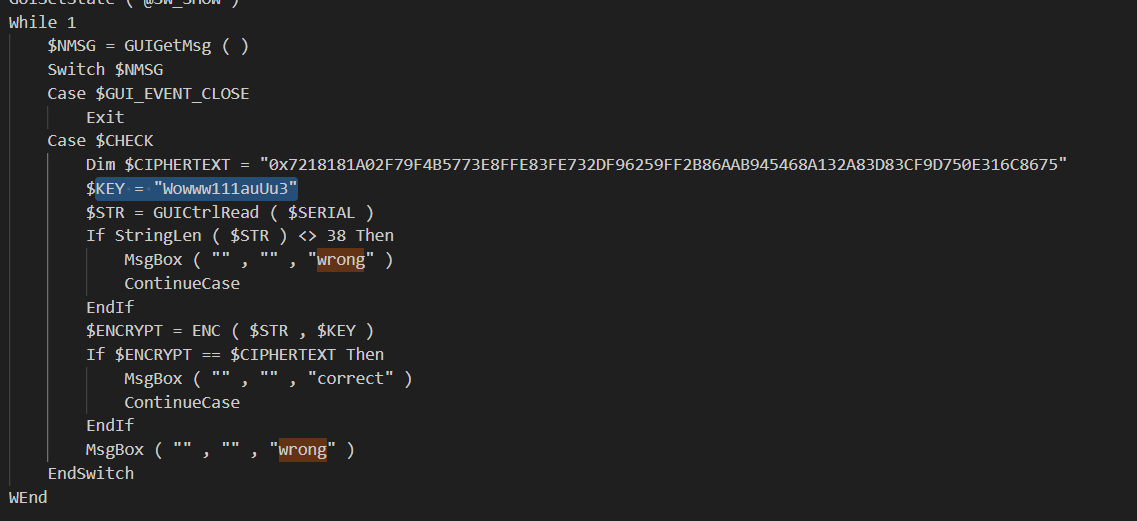 GUISetState ( @SW_SHOW )
While 1
$NMSG = GUIGetMsg ( )
Switch $NMSG
Case $GUI_EVENT_CLOSE
Exit
Case $CHECK
Dim $CIPHERTEXT = "0x7218181A02F79F4B5773E8FFE83FE732DF96259FF2B86AAB945468A132A83D83CF9D750E316C8675"
$KEY = "Wowww111auUu3"
$STR = GUICtrlRead ( $SERIAL )
If StringLen ( $STR ) <> 38 Then
MsgBox ( "" , "" , "wrong" )
ContinueCase
EndIf
$ENCRYPT = ENC ( $STR , $KEY )
If $ENCRYPT == $CIPHERTEXT Then
MsgBox ( "" , "" , "correct" )
ContinueCase
EndIf
MsgBox ( "" , "" , "wrong" )
EndSwitch
WEnd